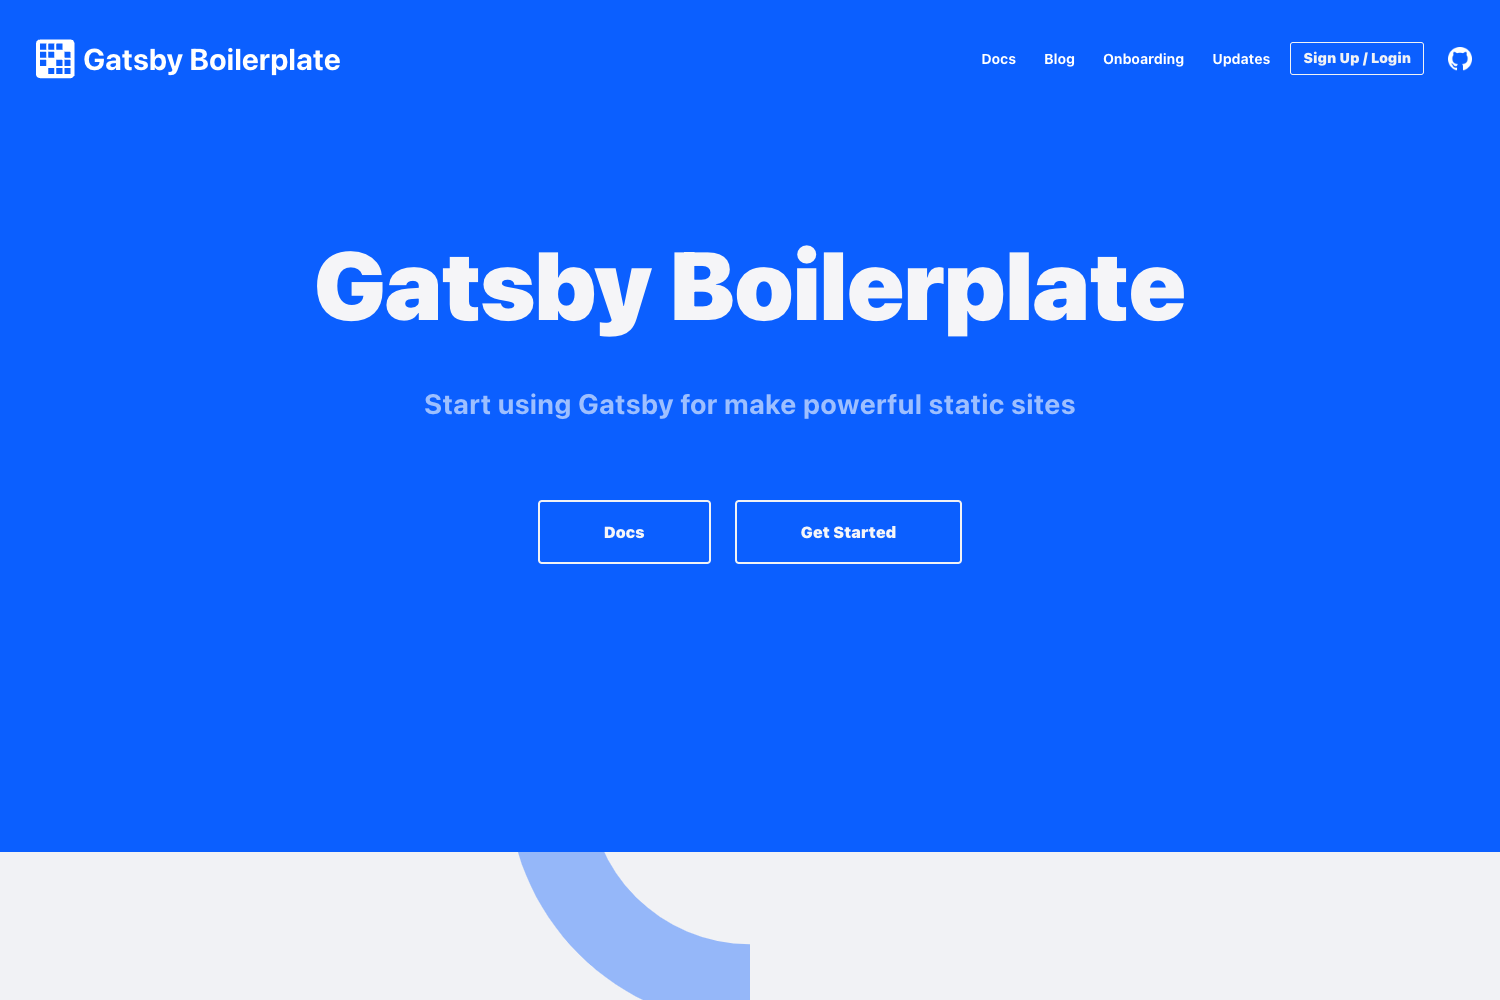 Gatsby Boilerplate
Docs Blog Onboarding Updates Sign Up / Login
Gatsby Boilerplate
Start using Gatsby for make powerful static sites
Docs Get Started